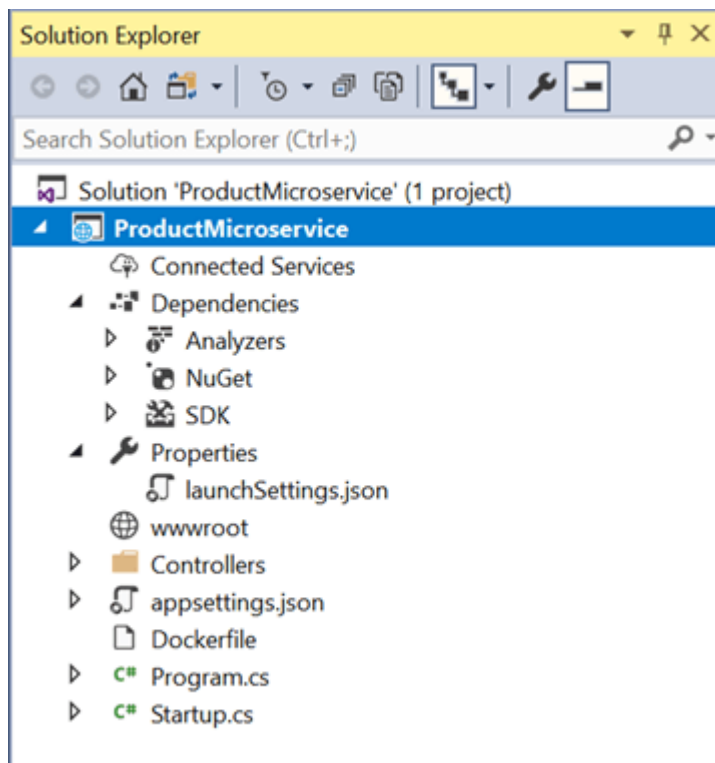 Solution Explorer
Search Solution Explorer (Ctrl+;)
Solution 'ProductMicroservice' (1 project)
ProductMicroservice
Connected Services
Dependencies
Analyzers
NuGet
SDK
Properties
launchSettings.json
wwwroot
Controllers
appsettings.json
Dockerfile
C# Program.cs
C# Startup.cs